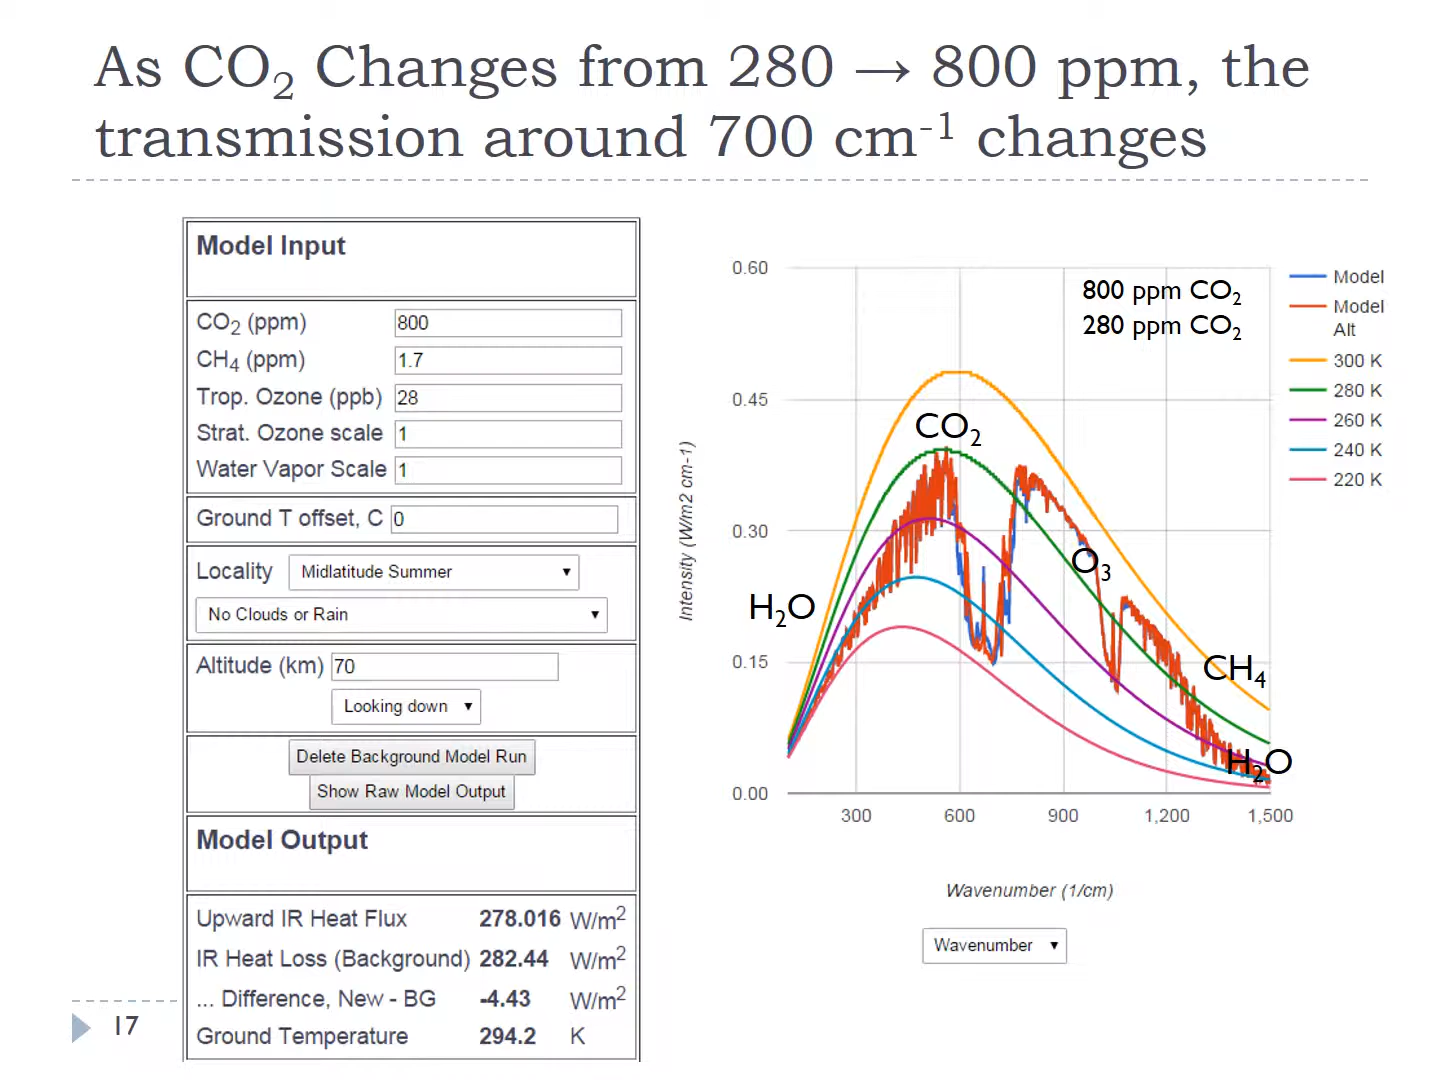 As CO₂ Changes from 280 → 800 ppm, the
transmission around 700 cm⁻¹ changes
Model Input
CO₂ (ppm) 800
CH₄ (ppm) 1.7
Trop. Ozone (ppb) 28
Strat. Ozone scale 1
Water Vapor Scale 1
Ground T offset, C 0
Locality Midlatitude Summer
No Clouds or Rain
Altitude (km) 70
Looking down
Delete Background Model Run
Show Raw Model Output
Model Output
Upward IR Heat Flux 278.016 W/m²
IR Heat Loss (Background) 282.44 W/m²
... Difference, New - BG -4.43 W/m²
Ground Temperature 294.2 K
17
0.60
0.45
0.30
0.15
0.00
Intensity (W/m2 cm-1)
800 ppm CO₂
280 ppm CO₂
CO₂
H₂O
O₃
CH₄
H₂O
300 600 900 1,200 1,500
Wavenumber (1/cm)
Wavenumber
Model
Model
Alt
300 K
280 K
260 K
240 K
220 K